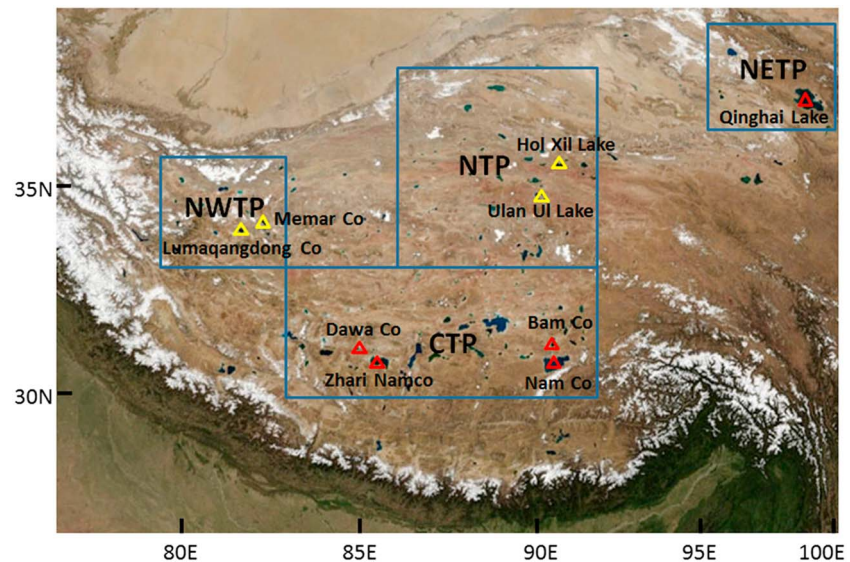 NETP
Qinghai Lake
Hol Xil Lake
NTP
35N
Ulan Ul Lake
NWTP
Memar Co
Lumaqangdong Co
Dawa Co
CTP
Bam Co
Zhari Namco
Nam Co
30N
80E
85E
90E
95E
100E